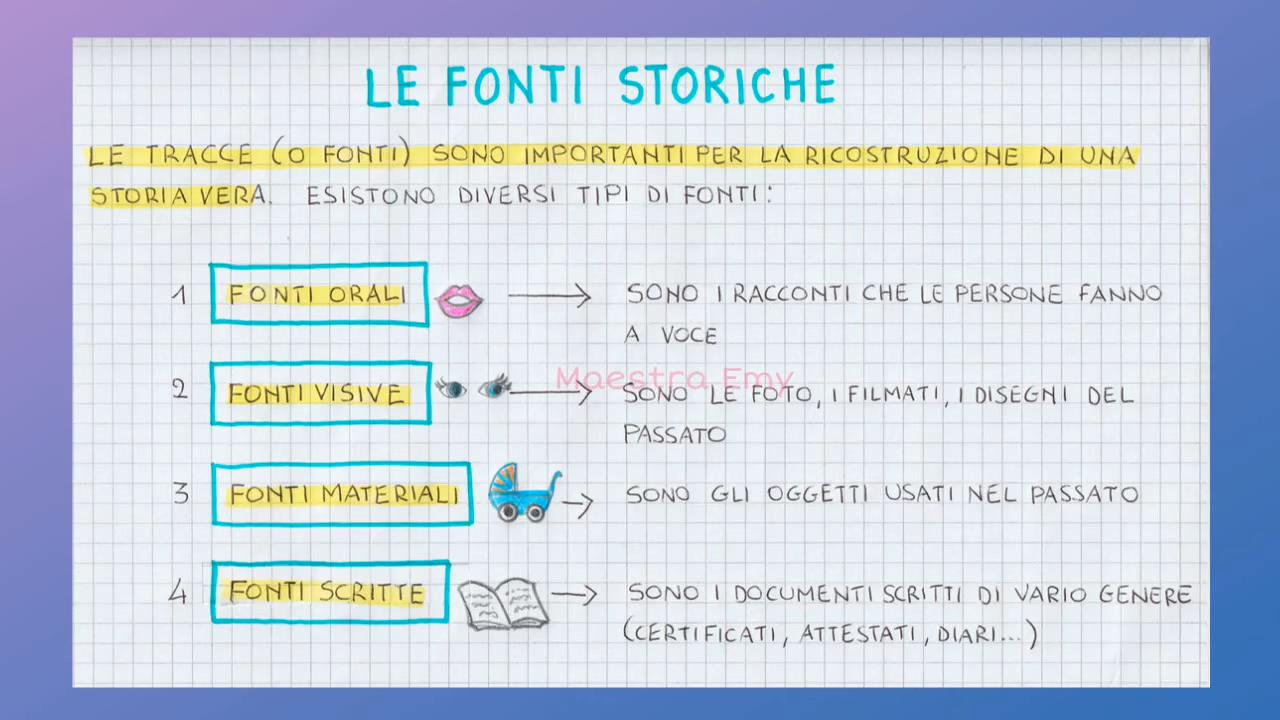 LE FONTI STORICHE
LE TRACCE (O FONTI) SONO IMPORTANTI PER LA RICOSTRUZIONE DI UNA
STORIA VERA. ESISTONO DIVERSI TIPI DI FONTI:
1 FONTI ORALI → SONO I RACCONTI CHE LE PERSONE FANNO
A VOCE
Maestra Emy
2 FONTI VISIVE → SONO LE FOTO, I FILMATI, I DISEGNI DEL
PASSATO
3 FONTI MATERIALI → SONO GLI OGGETTI USATI NEL PASSATO
4 FONTI SCRITTE → SONO I DOCUMENTI SCRITTI DI VARIO GENERE
(CERTIFICATI, ATTESTATI, DIARI...)